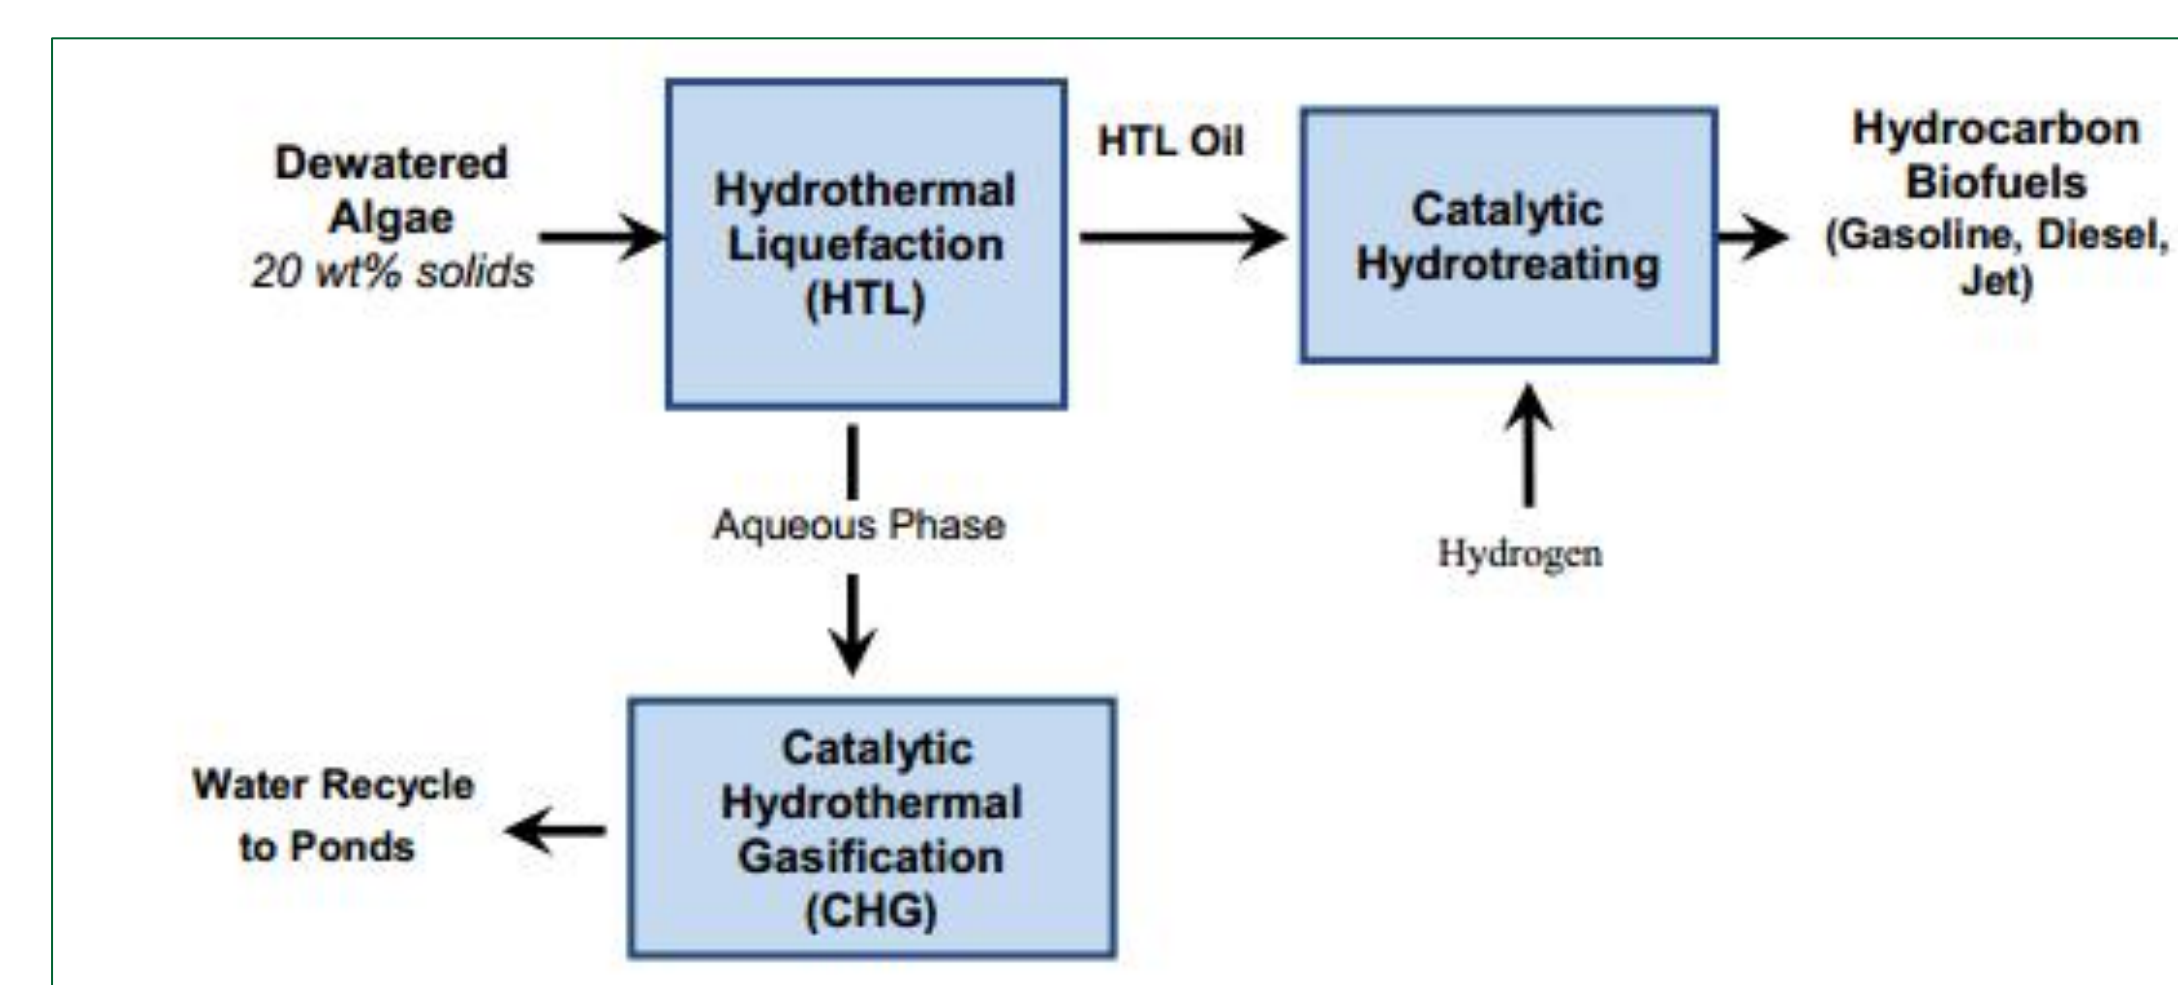 Dewatered
Algae
20 wt% solids
Hydrothermal
Liquefaction
(HTL)
HTL Oil
Catalytic
Hydrotreating
Hydrocarbon
Biofuels
(Gasoline, Diesel,
Jet)
Aqueous Phase
Hydrogen
Catalytic
Hydrothermal
Gasification
(CHG)
Water Recycle
to Ponds